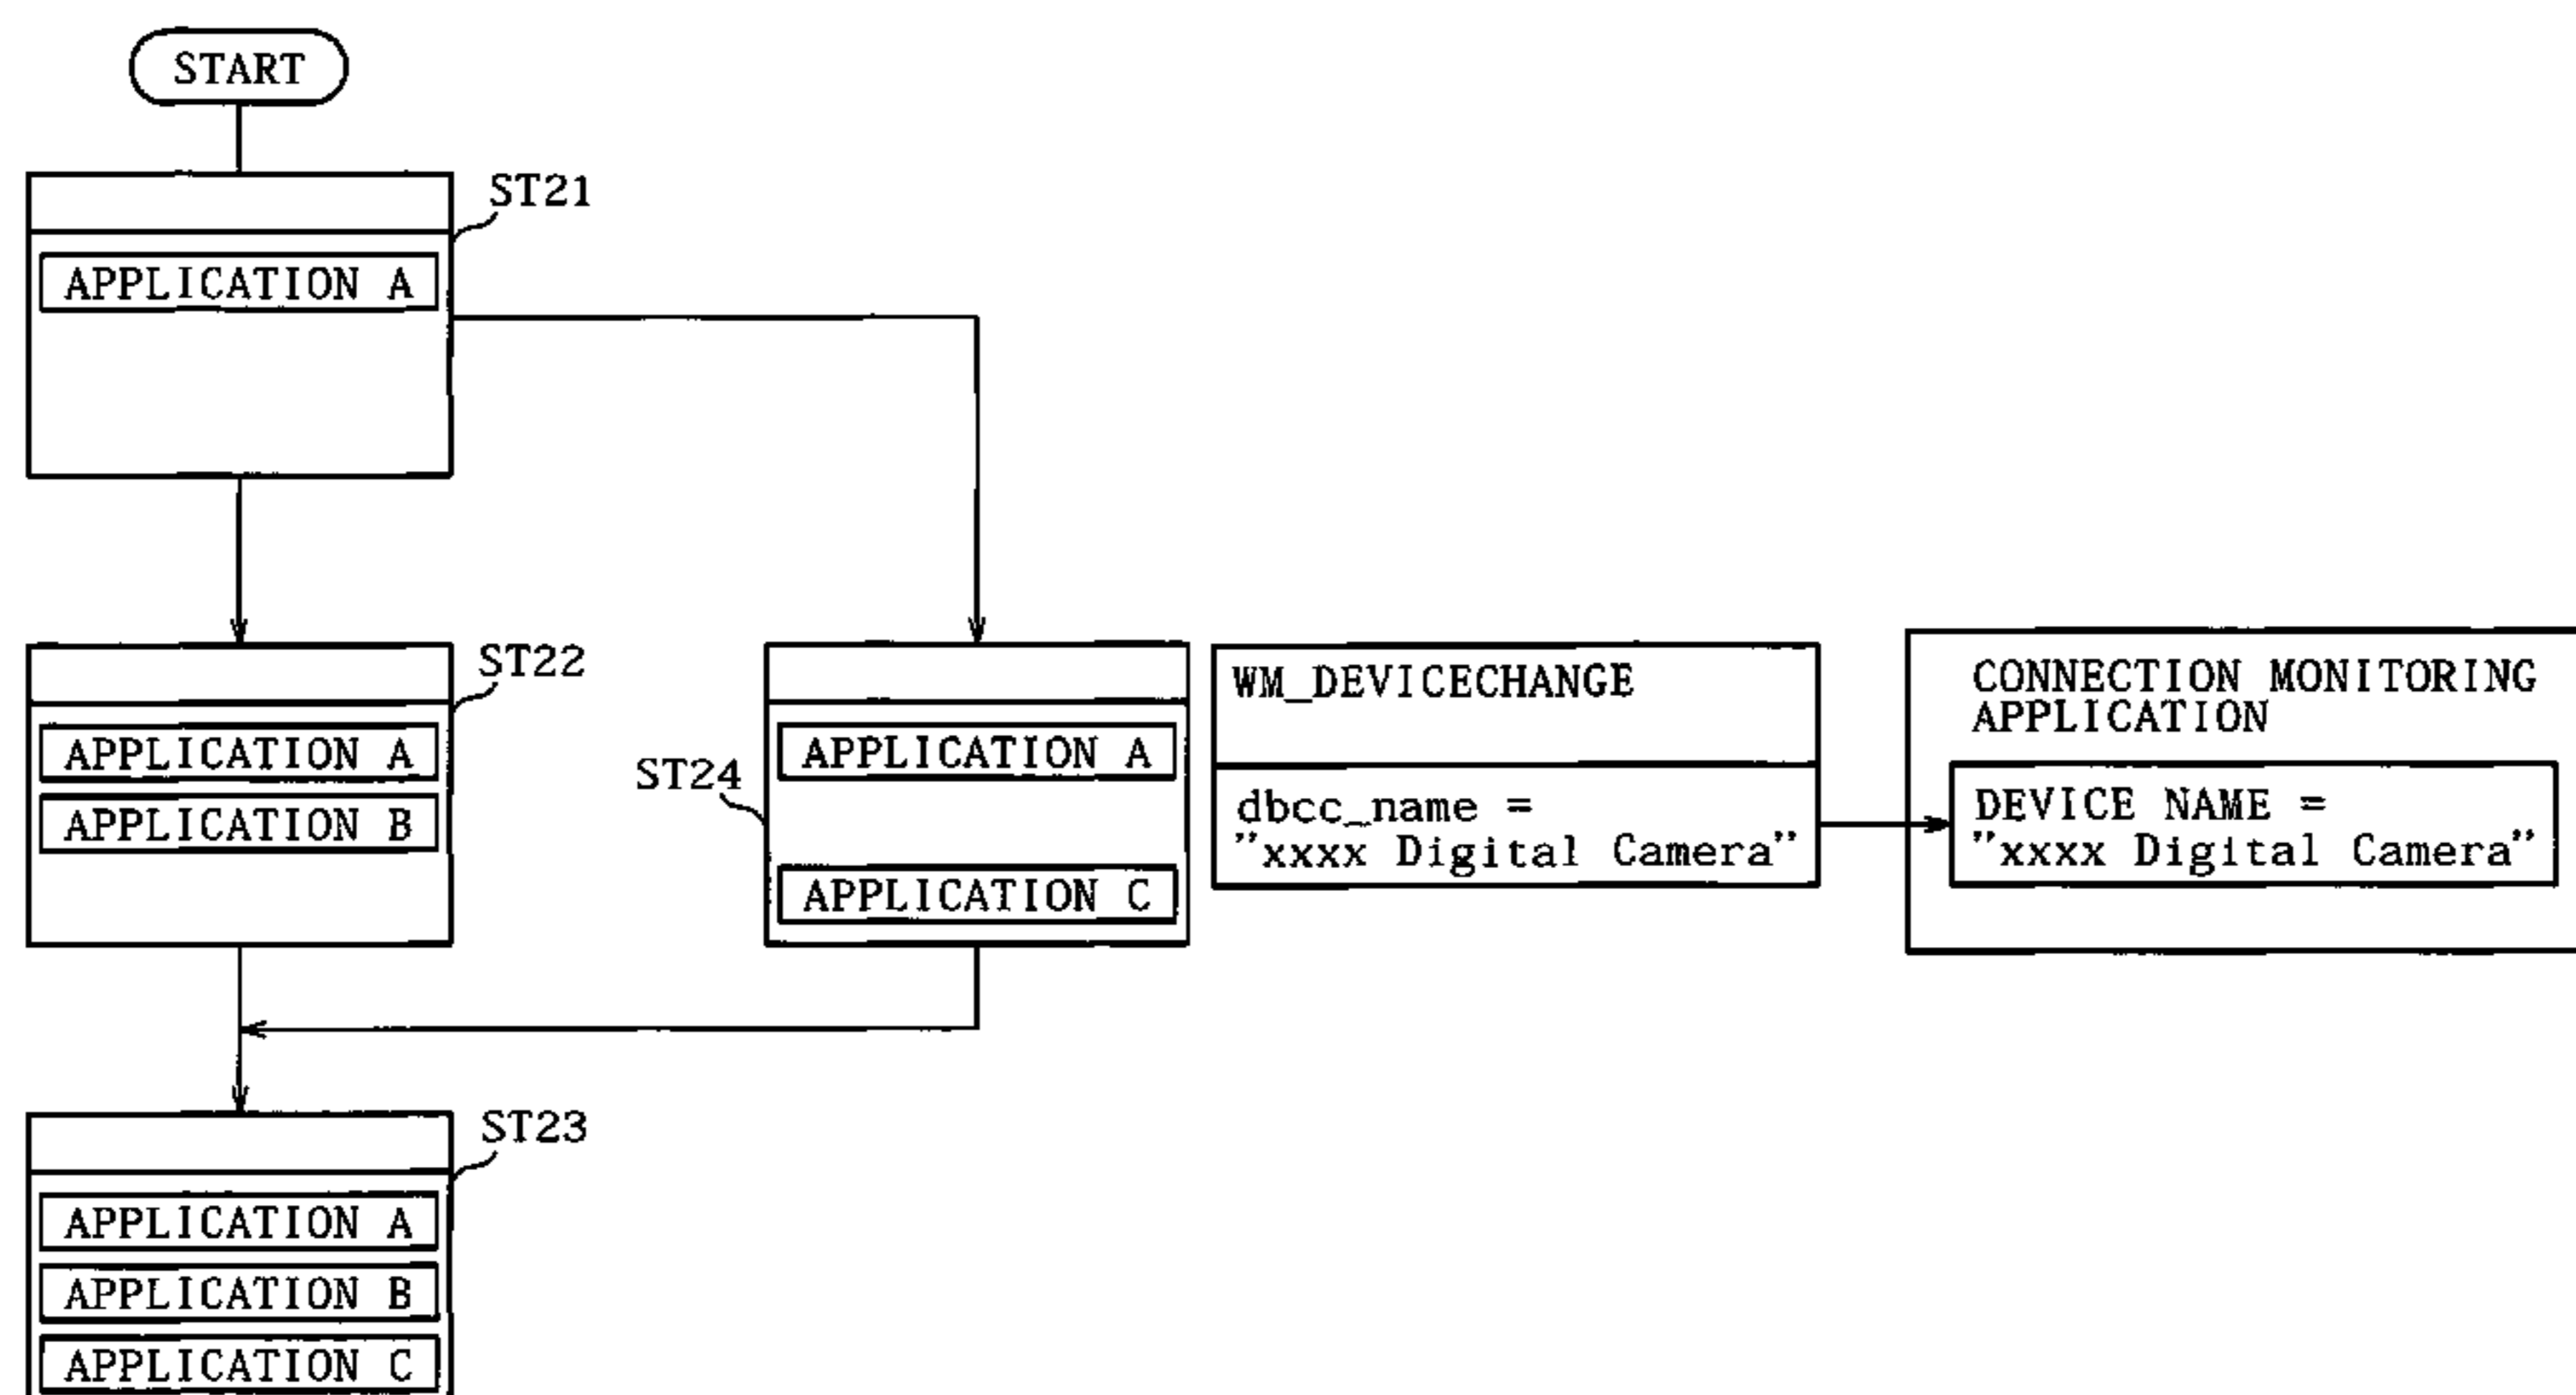 START
ST21
APPLICATION A
ST22
APPLICATION A
APPLICATION B
ST24
APPLICATION A
APPLICATION C
WM_DEVICECHANGE
dbcc_name =
"xxxx Digital Camera"
CONNECTION MONITORING
APPLICATION
DEVICE NAME =
"xxxx Digital Camera"
ST23
APPLICATION A
APPLICATION B
APPLICATION C